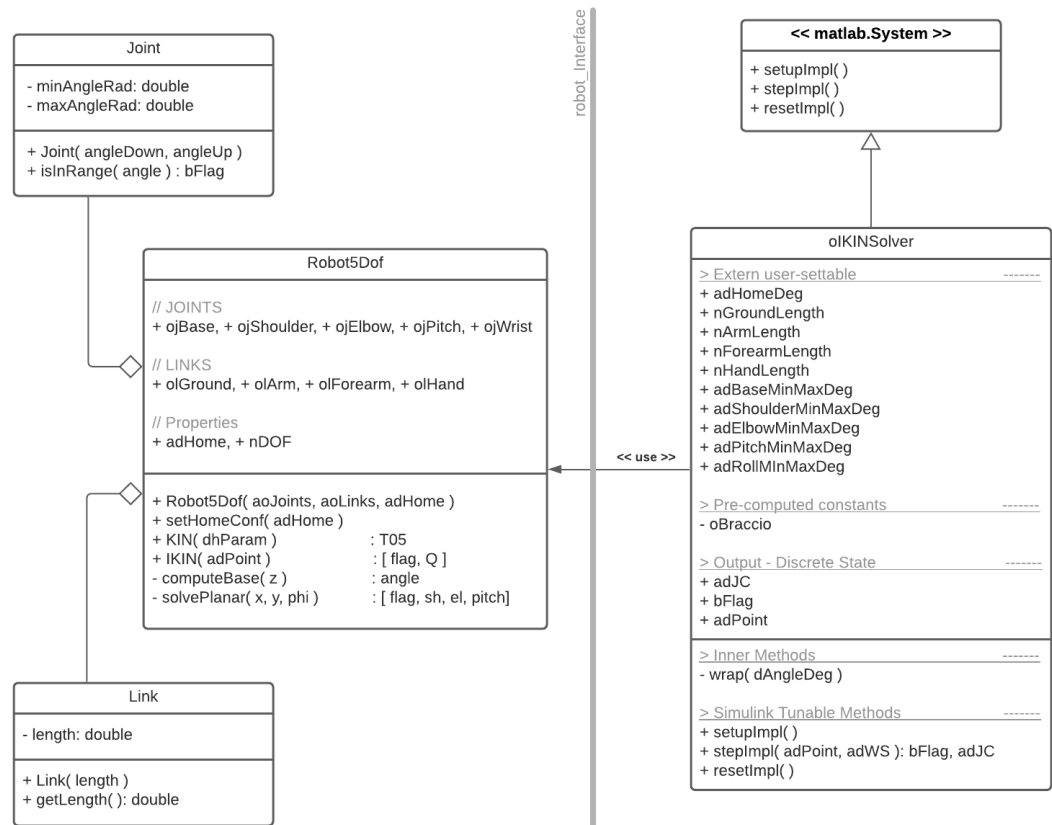 Joint
- minAngleRad: double
- maxAngleRad: double
+ Joint( angleDown, angleUp )
+ isInRange( angle ) : bFlag
Robot5Dof
// JOINTS
+ ojBase, + ojShoulder, + ojElbow, + ojPitch, + ojWrist
// LINKS
+ olGround, + olArm, + olForearm, + olHand
// Properties
+ adHome, + nDOF
+ Robot5Dof( aoJoints, aoLinks, adHome )
+ setHomeConf( adHome )
+ KIN( dhParam ) : T05
+ IKIN( adPoint ) : [ flag, Q ]
- computeBase( z ) : angle
- solvePlanar( x, y, phi ) : [ flag, sh, el, pitch]
Link
- length: double
+ Link( length )
+ getLength( ): double
robot_Interface
<< use >>
<< matlab.System >>
+ setupImpl( )
+ stepImpl( )
+ resetImpl( )
oIKINSolver
> Extern user-settable -------
+ adHomeDeg
+ nGroundLength
+ nArmLength
+ nForearmLength
+ nHandLength
+ adBaseMinMaxDeg
+ adShoulderMinMaxDeg
+ adElbowMinMaxDeg
+ adPitchMinMaxDeg
+ adRollMInMaxDeg
> Pre-computed constants -------
- oBraccio
> Output - Discrete State -------
+ adJC
+ bFlag
+ adPoint
> Inner Methods -------
- wrap( dAngleDeg )
> Simulink Tunable Methods -------
+ setupImpl( )
+ stepImpl( adPoint, adWS ): bFlag, adJC
+ resetImpl( )